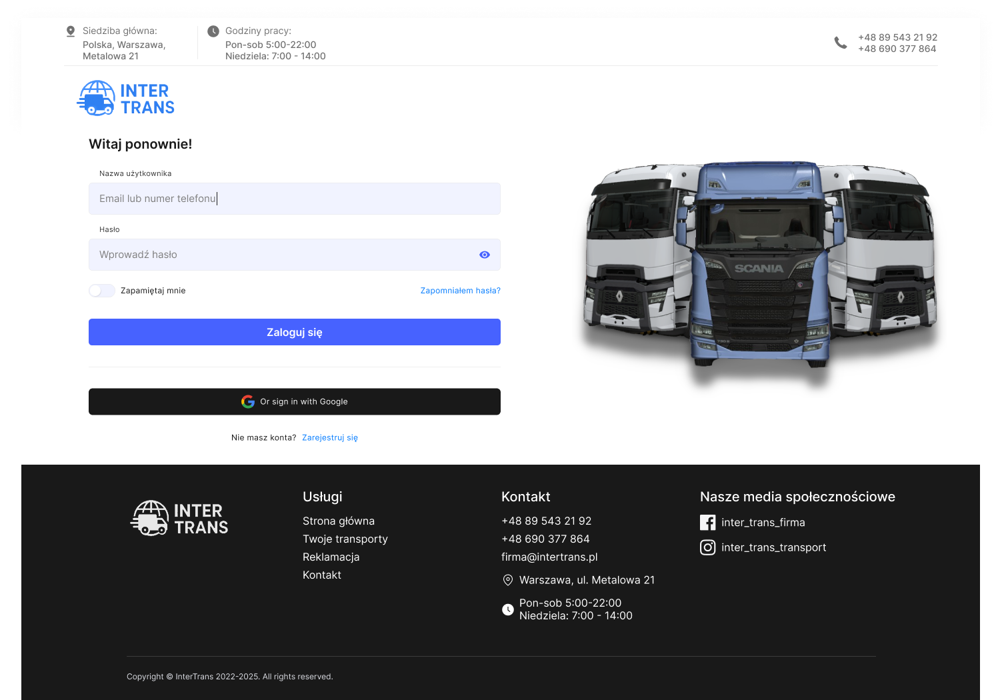 Siedziba główna:
Polska, Warszawa,
Metalowa 21
Godziny pracy:
Pon-sob 5:00-22:00
Niedziela: 7:00 - 14:00
+48 89 543 21 92
+48 690 377 864
INTER
TRANS
Witaj ponownie!
Nazwa użytkownika
Email lub numer telefonu
Hasło
Wprowadź hasło
Zapamiętaj mnie
Zapomniałem hasła?
Zaloguj się
Or sign in with Google
Nie masz konta? Zarejestruj się
SCANIA
INTER
TRANS
Usługi
Strona główna
Twoje transporty
Reklamacja
Kontakt
Kontakt
+48 89 543 21 92
+48 690 377 864
firma@intertrans.pl
Warszawa, ul. Metalowa 21
Pon-sob 5:00-22:00
Niedziela: 7:00 - 14:00
Nasze media społecznościowe
inter_trans_firma
inter_trans_transport
Copyright © InterTrans 2022-2025. All rights reserved.